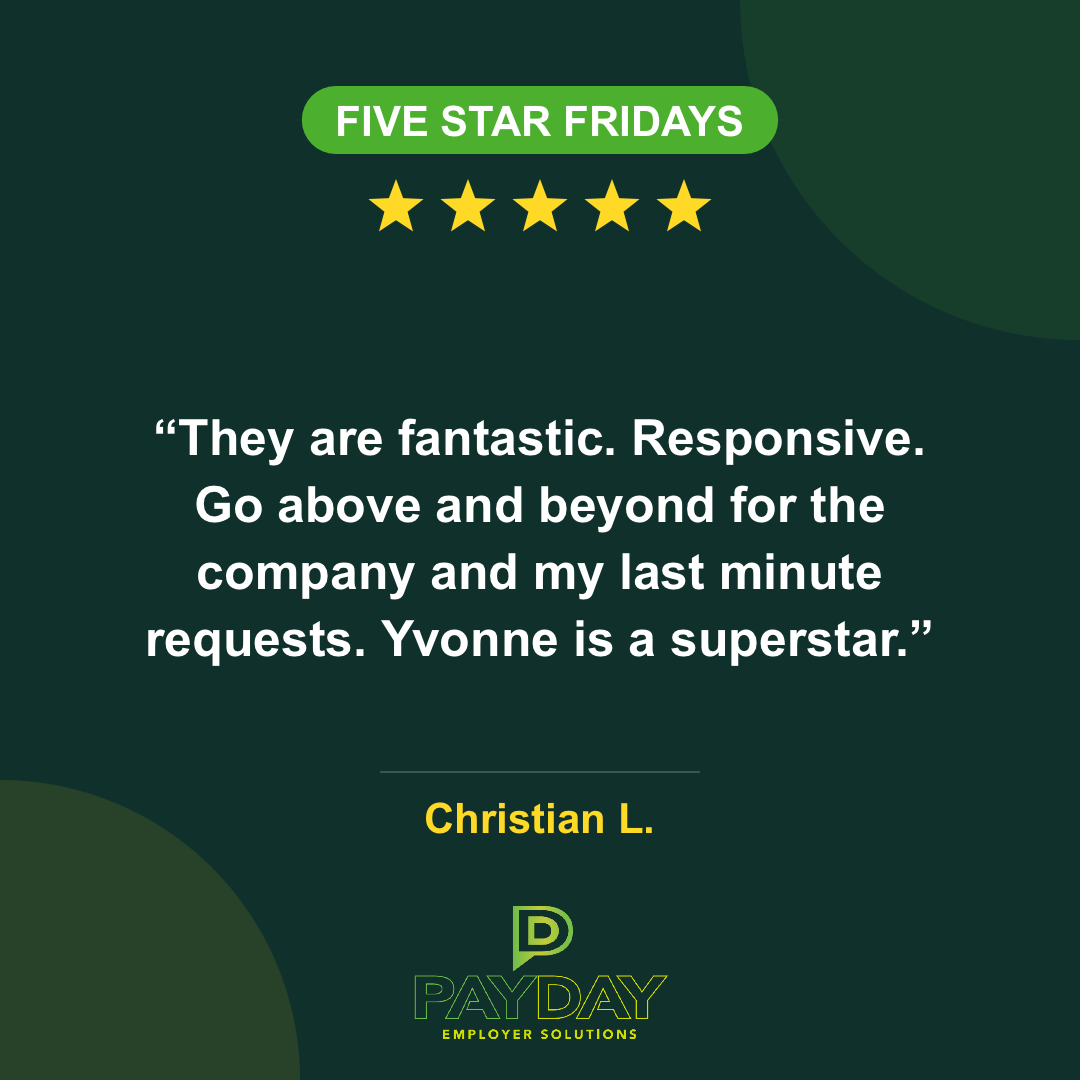 FIVE STAR FRIDAYS
“They are fantastic. Responsive.
Go above and beyond for the
company and my last minute
requests. Yvonne is a superstar.”
Christian L.
PAYDAY
EMPLOYER SOLUTIONS